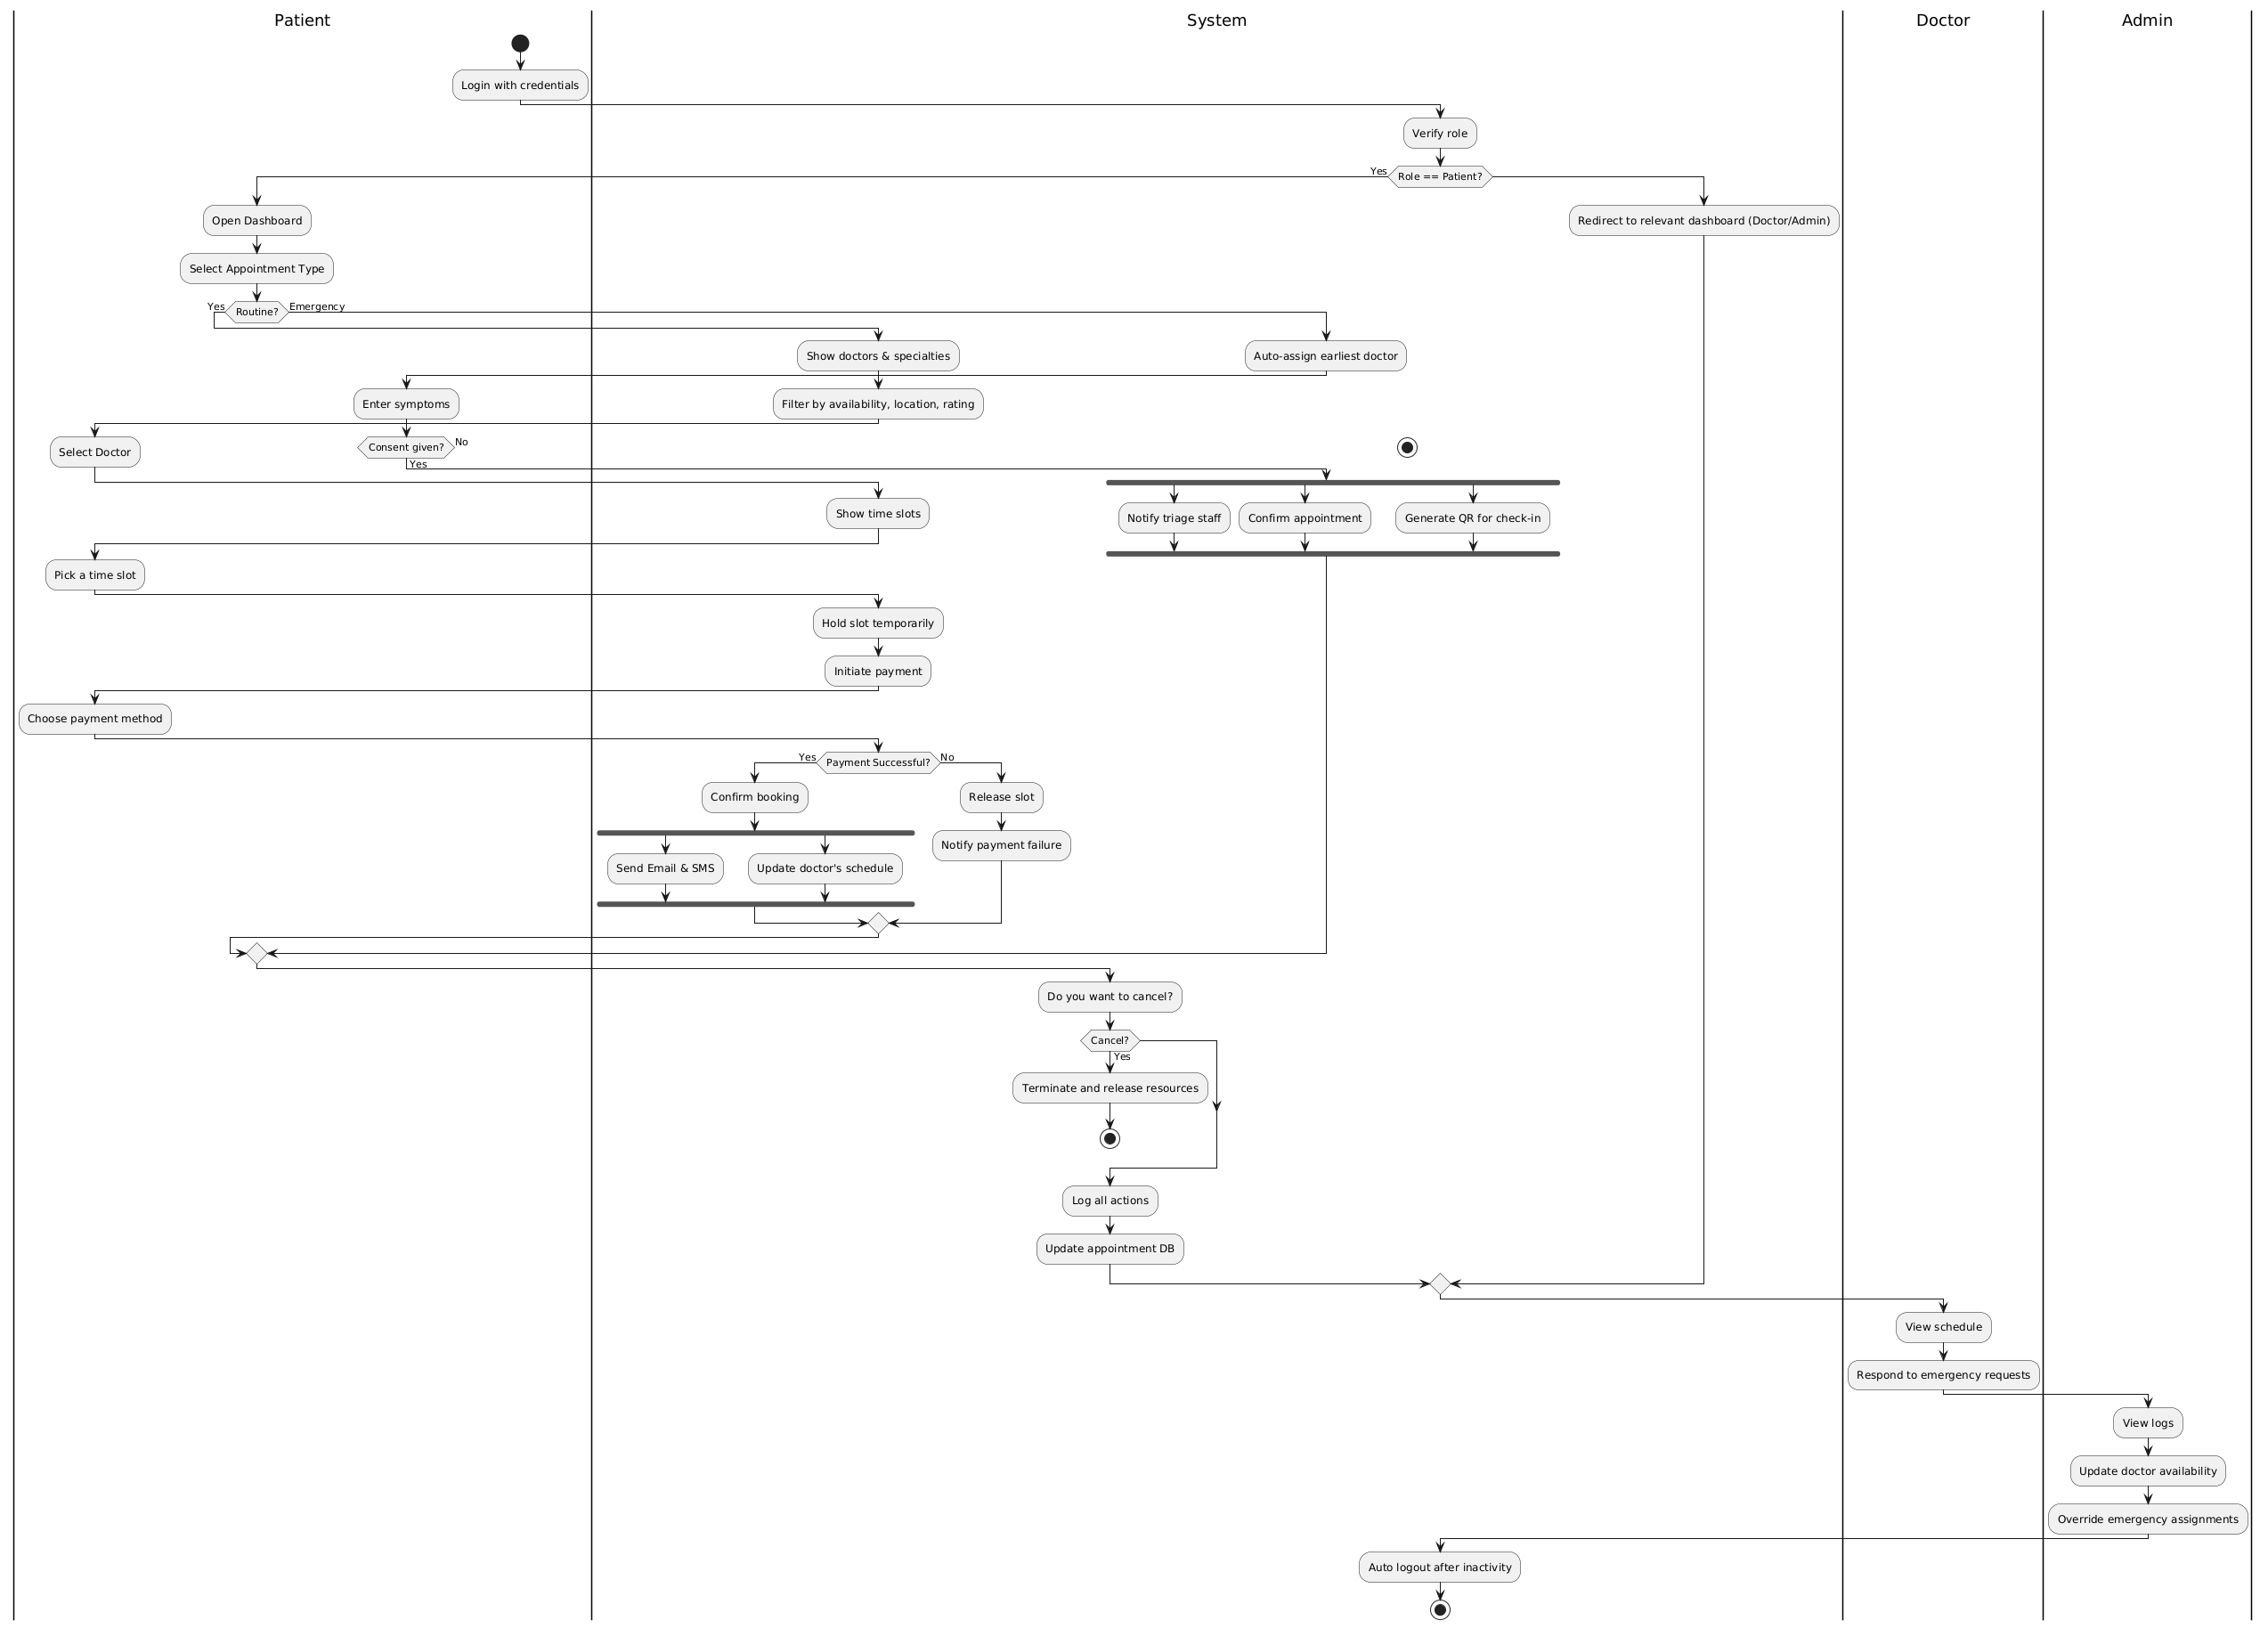 Patient
System
Doctor
Admin
Login with credentials
Verify role
Yes
Role == Patient?
Open Dashboard
Redirect to relevant dashboard (Doctor/Admin)
Select Appointment Type
Yes
Routine?
Emergency
Show doctors & specialties
Auto-assign earliest doctor
Enter symptoms
Filter by availability, location, rating
Select Doctor
Consent given?
No
Yes
Show time slots
Notify triage staff
Confirm appointment
Generate QR for check-in
Pick a time slot
Hold slot temporarily
Initiate payment
Choose payment method
Yes
Payment Successful?
No
Confirm booking
Release slot
Send Email & SMS
Update doctor's schedule
Notify payment failure
Do you want to cancel?
Cancel?
Yes
Terminate and release resources
Log all actions
Update appointment DB
View schedule
Respond to emergency requests
View logs
Update doctor availability
Override emergency assignments
Auto logout after inactivity